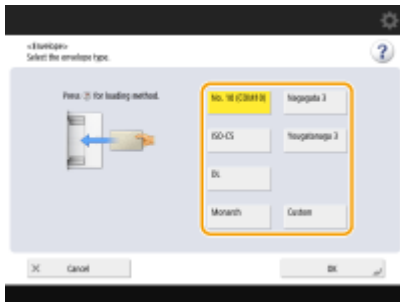 <Envelope>
Select the envelope type.
?
Press ? for loading method.
No. 10 (COM10)
Nagagata 3
ISO-C5
Yougatanaga 3
DL
Monarch
Custom
× Cancel
OK